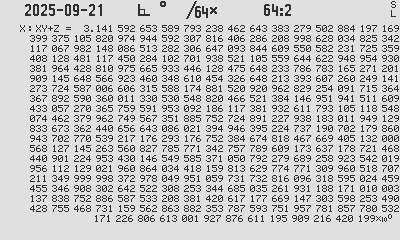 2025-09-21 ⊾ ° /64× 64:2 S L
X: XY+Z = 3.141 592 653 589 793 238 462 643 383 279 502 884 197 169
399 375 105 820 974 944 592 307 816 406 286 208 998 628 034 825 342
117 067 982 148 086 513 282 306 647 093 844 609 550 582 231 725 359
408 128 481 117 450 284 102 701 938 521 105 559 644 622 948 954 930
381 964 428 810 975 665 933 446 128 475 648 233 786 783 165 271 201
909 145 648 566 923 460 348 610 454 326 648 213 393 607 260 249 141
273 724 587 006 606 315 588 174 881 520 920 962 829 254 091 715 364
367 892 590 360 011 330 530 548 820 466 521 384 146 951 941 511 609
433 057 270 365 759 591 953 092 186 117 381 932 611 793 105 118 548
074 462 379 962 749 567 351 885 752 724 891 227 938 183 011 949 129
833 673 362 440 656 643 086 021 394 946 395 224 737 190 702 179 860
943 702 770 539 217 176 293 176 752 384 674 818 467 669 405 132 000
568 127 145 263 560 827 785 771 342 757 789 609 173 637 178 721 468
440 901 224 953 430 146 549 585 371 050 792 279 689 258 923 542 019
956 112 129 021 960 864 034 418 159 813 629 774 771 309 960 518 707
211 349 999 998 372 978 049 951 059 731 732 816 096 318 595 024 459
455 346 908 302 642 522 308 253 344 685 035 261 931 188 171 010 003
137 838 752 886 587 533 208 381 420 617 177 669 147 303 598 253 490
428 755 468 731 159 562 863 882 353 787 593 751 957 781 857 780 532
171 226 806 613 001 927 876 611 195 909 216 420 199×10⁰